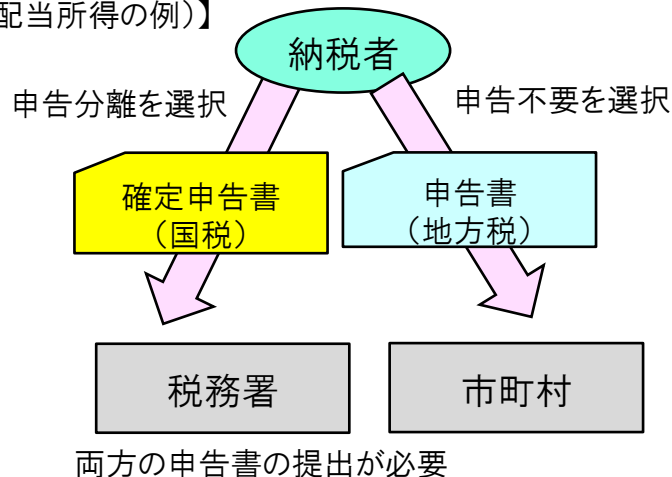 配当所得の例)】
納税者
申告分離を選択
申告不要を選択
確定申告書
（国税）
申告書
（地方税）
税務署
市町村
両方の申告書の提出が必要